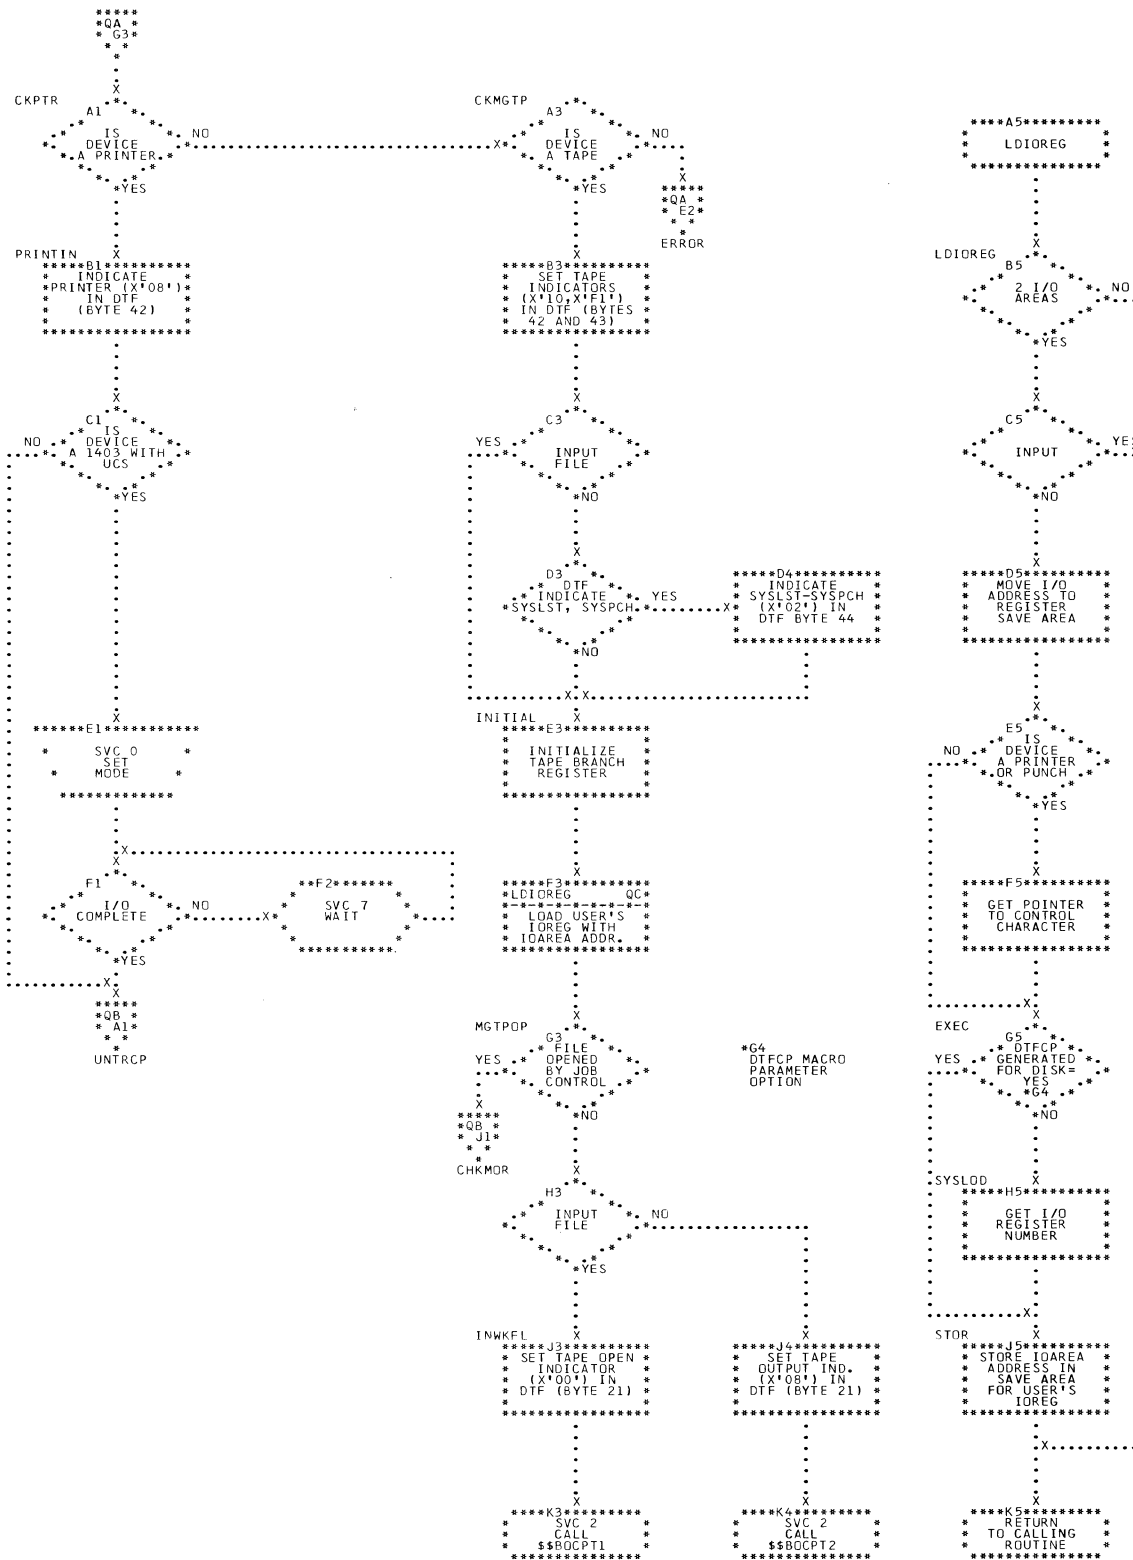 QA
G3
CKPTR
A1
IS
DEVICE
A PRINTER
NO
YES
PRINTIN
B1
INDICATE
PRINTER (X'08')
IN DTF
(BYTE 42)
C1
IS
DEVICE
A 1403 WITH
UCS
NO
YES
E1
SVC 0
SET
MODE
F1
I/O
COMPLETE
NO
YES
F2
SVC 7
WAIT
QB
A1
UNTRCP
CKMGTP
A3
IS
DEVICE
A TAPE
NO
YES
QA
E2
ERROR
B3
SET TAPE
INDICATORS
(X'10,X'F1')
IN DTF (BYTES
42 AND 43)
C3
INPUT
FILE
YES
NO
D3
DTF
INDICATE
SYSLST, SYSPCH
YES
NO
D4
INDICATE
SYSLST-SYSPCH
(X'02') IN
DTF BYTE 44
INITIAL
E3
INITIALIZE
TAPE BRANCH
REGISTER
F3
LDIOREG QC
LOAD USER'S
IOREG WITH
IOAREA ADDR.
MGTPOP
G3
FILE
OPENED
BY JOB
CONTROL
YES
NO
QB
J1
CHKMOR
*G4
DTFCP MACRO
PARAMETER
OPTION
H3
INPUT
FILE
NO
YES
INWKFL
J3
SET TAPE OPEN
INDICATOR
(X'00') IN
DTF (BYTE 21)
J4
SET TAPE
OUTPUT IND.
(X'08') IN
DTF (BYTE 21)
K3
SVC 2
CALL
$$BOCPT1
K4
SVC 2
CALL
$$BOCPT2
A5
LDIOREG
LDIOREG
B5
2 I/O
AREAS
NO
YES
C5
INPUT
YES
NO
D5
MOVE I/O
ADDRESS TO
REGISTER
SAVE AREA
E5
IS
DEVICE
A PRINTER
OR PUNCH
NO
YES
F5
GET POINTER
TO CONTROL
CHARACTER
EXEC
G5
DTFCP
GENERATED
FOR DISK=
YES
*G4
YES
NO
SYSLOD
H5
GET I/O
REGISTER
NUMBER
STOR
J5
STORE IOAREA
ADDRESS IN
SAVE AREA
FOR USER'S
IOREG
K5
RETURN
TO CALLING
ROUTINE